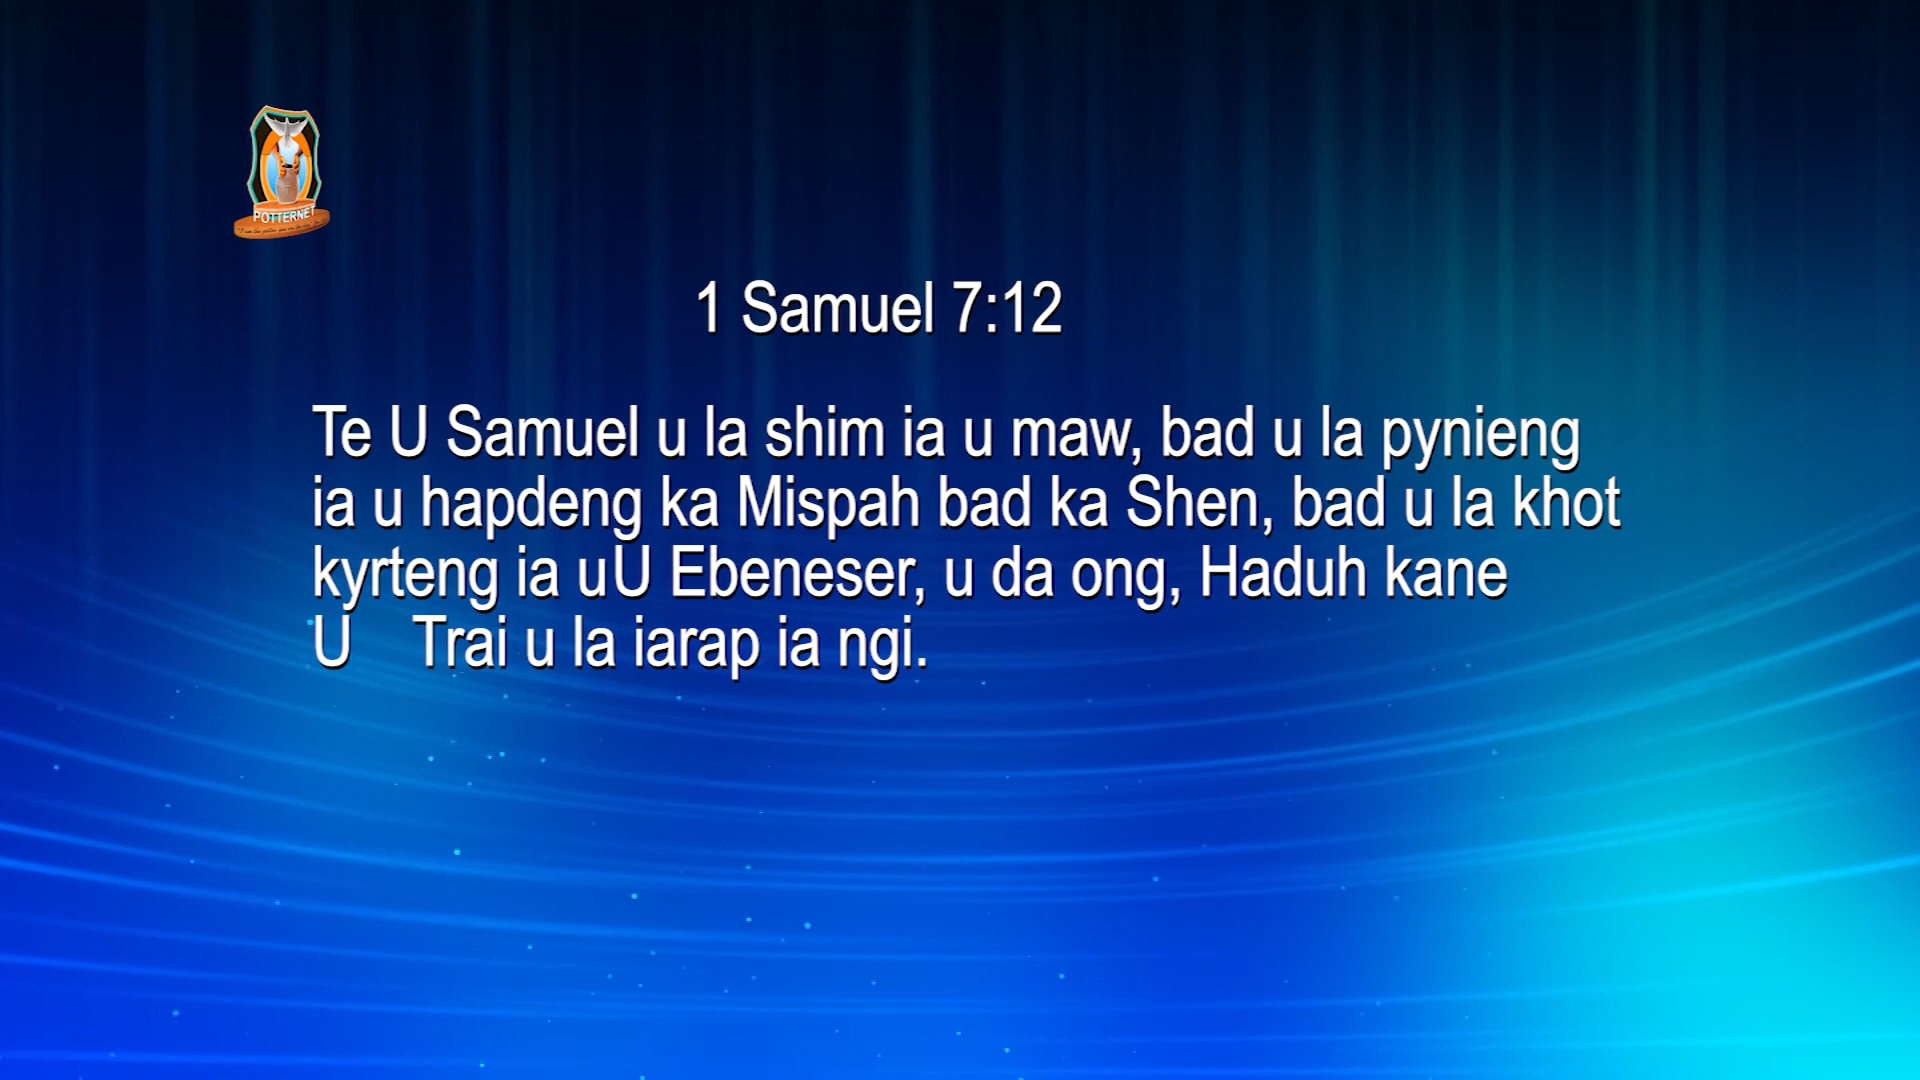 POTTERNET
1 Samuel 7:12
Te U Samuel u la shim ia u maw, bad u la pynieng
ia u hapdeng ka Mispah bad ka Shen, bad u la khot
kyrteng ia uU Ebeneser, u da ong, Haduh kane
U Trai u la iarap ia ngi.